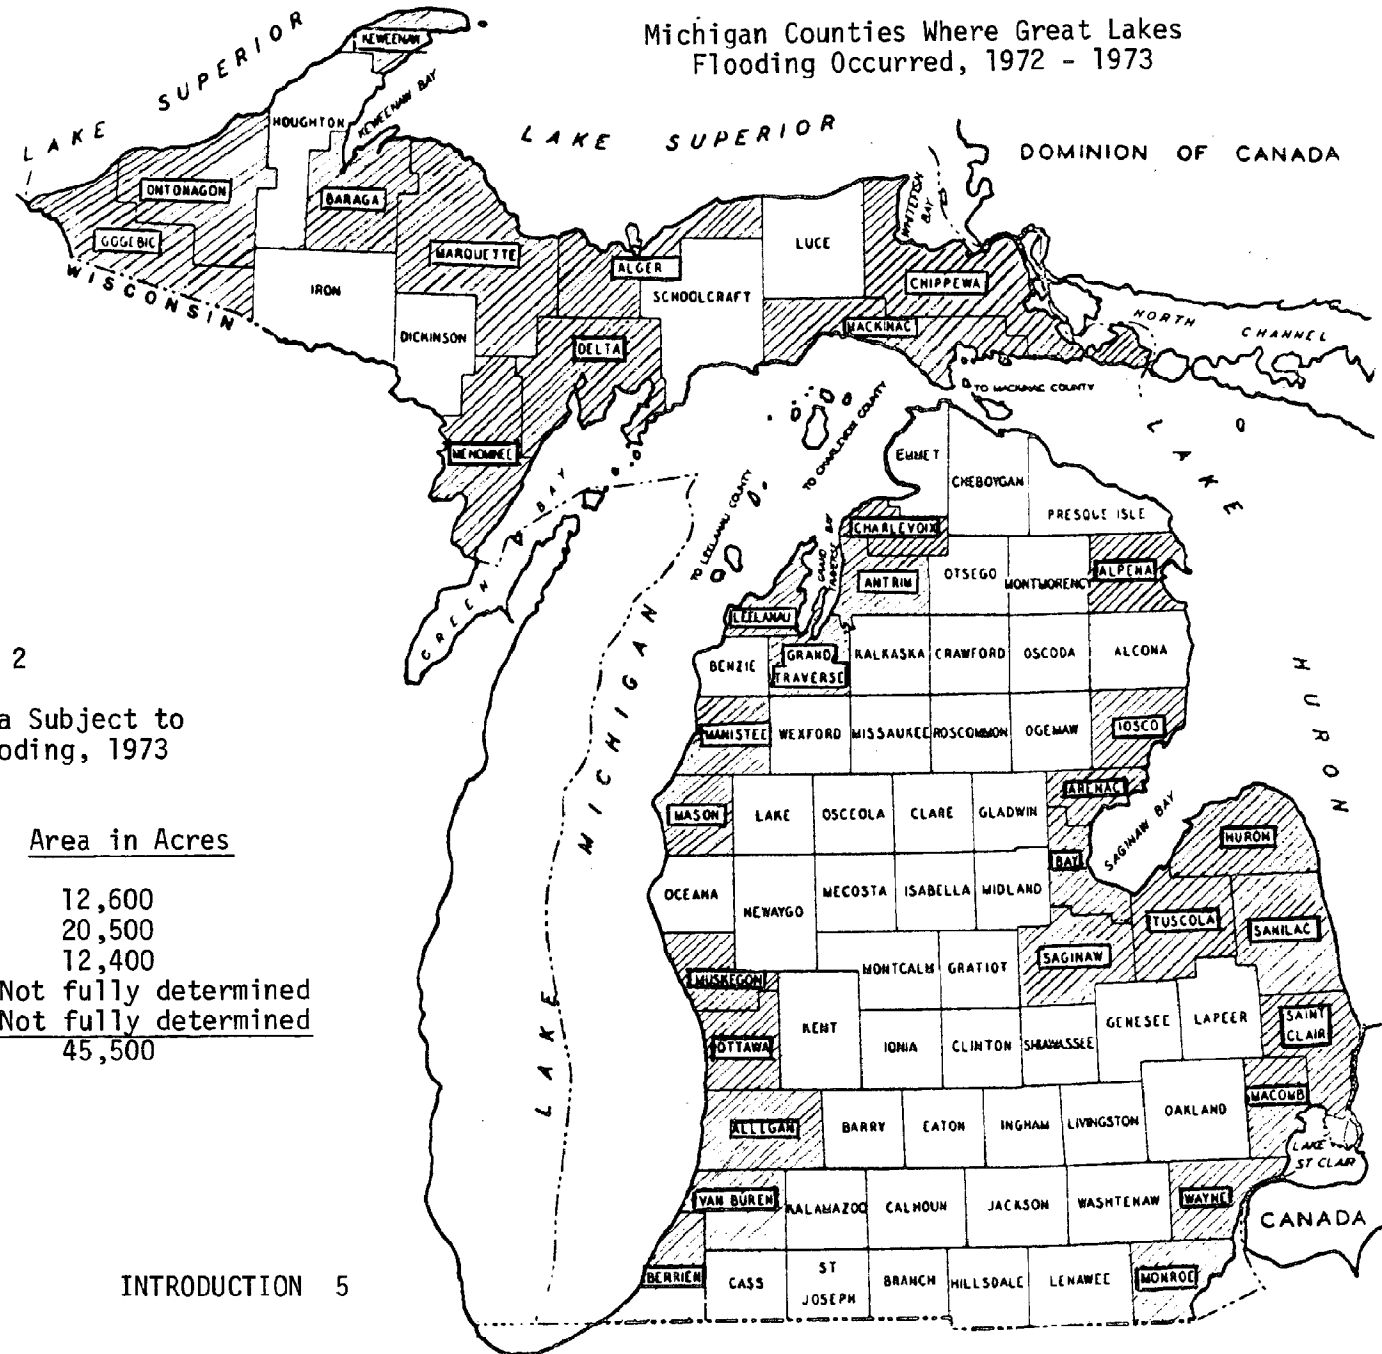 Michigan Counties Where Great Lakes
Flooding Occurred, 1972 - 1973
LAKE SUPERIOR
KEWEENAW
KEWEENAW BAY
HOUGHTON
LAKE SUPERIOR
DOMINION OF CANADA
ONTONAGON
BARAGA
WHITEFISH
BAY
GOGEBIC
MARQUETTE
LUCE
ALGER
CHIPPEWA
WISCONSIN
IRON
SCHOOLCRAFT
DICKINSON
MACKINAC
NORTH CHANNEL
DELTA
TO MACKINAC COUNTY
TO CHARLEVOIX COUNTY
MENOMINEE
EMMET
CHEBOYGAN
LAKE HURON
PRESQUE ISLE
GREEN BAY
TO LEELANAU COUNTY
CHARLEVOIX
GRAND
TRAVERSE BAY
ANTRIM
OTSEGO
MONTMORENCY
ALPENA
LEELANAU
2
BENZIE
GRAND
TRAVERSE
KALKASKA
CRAWFORD
OSCODA
ALCONA
a Subject to
oding, 1973
MANISTEE
WEXFORD
MISSAUKEE
ROSCOMMON
OGEMAW
IOSCO
LAKE MICHIGAN
ARENAC
SAGINAW BAY
MASON
LAKE
OSCEOLA
CLARE
GLADWIN
HURON
Area in Acres
BAY
12,600
20,500
12,400
Not fully determined
Not fully determined
45,500
OCEANA
NEWAYGO
MECOSTA
ISABELLA
MIDLAND
TUSCOLA
SANILAC
MUSKEGON
MONTCALM
GRATIOT
SAGINAW
OTTAWA
KENT
IONIA
CLINTON
SHIAWASSEE
GENESEE
LAPEER
SAINT
CLAIR
ALLIGAN
BARRY
EATON
INGHAM
LIVINGSTON
OAKLAND
MACOMB
LAKE
ST CLAIR
VAN BUREN
KALAMAZOO
CALHOUN
JACKSON
WASHTENAW
WAYNE
CANADA
BERRIEN
CASS
ST
JOSEPH
BRANCH
HILLSDALE
LENAWEE
MONROE
INTRODUCTION 5